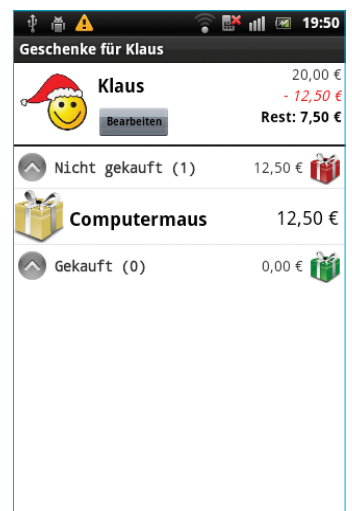 19:50
Geschenke für Klaus
Klaus
20,00 €
- 12,50 €
Bearbeiten
Rest: 7,50 €
Nicht gekauft (1) 12,50 €
Computermaus 12,50 €
Gekauft (0) 0,00 €